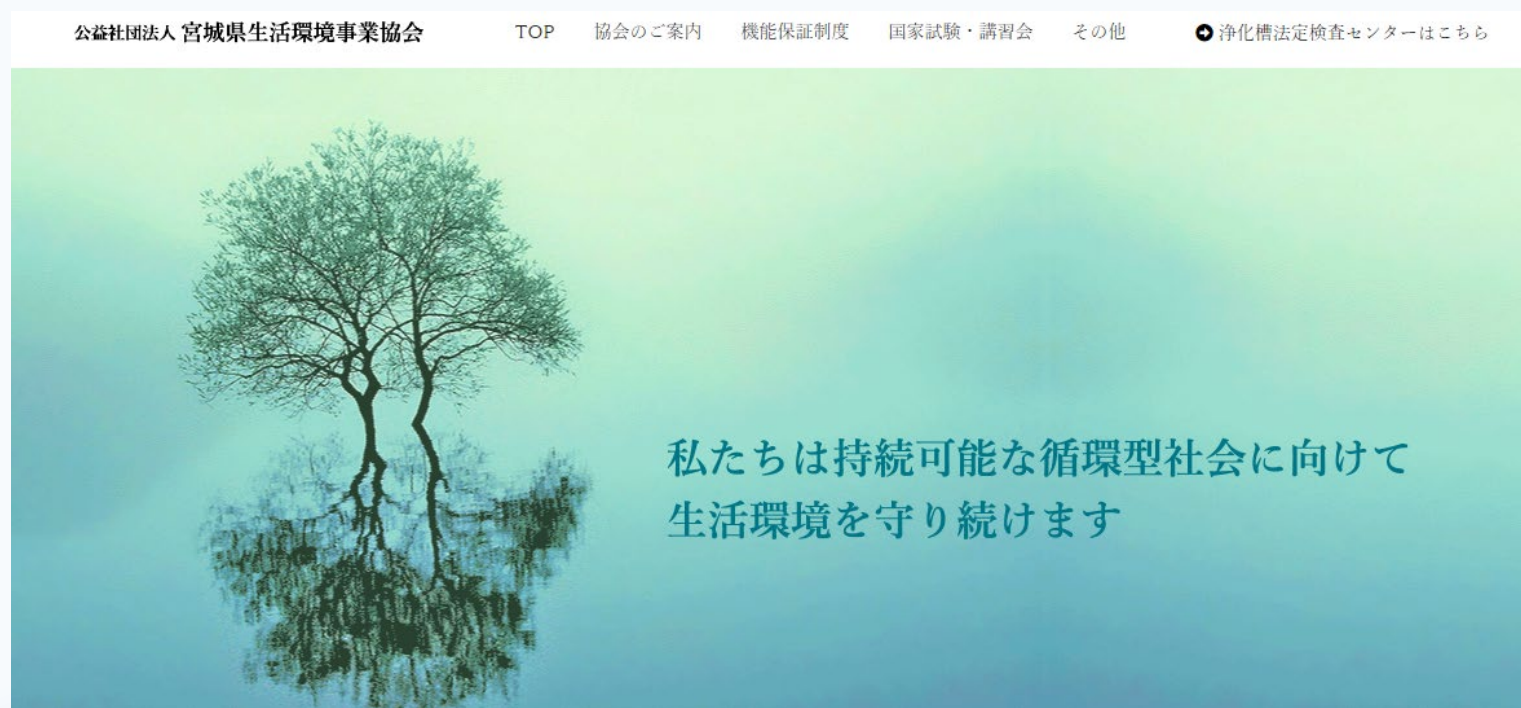 公益社団法人 宮城県生活環境事業協会 TOP 協会のご案内 機能保証制度 国家試験・講習会 その他 浄化槽法定検査センターはこちら
私たちは持続可能な循環型社会に向けて
生活環境を守り続けます